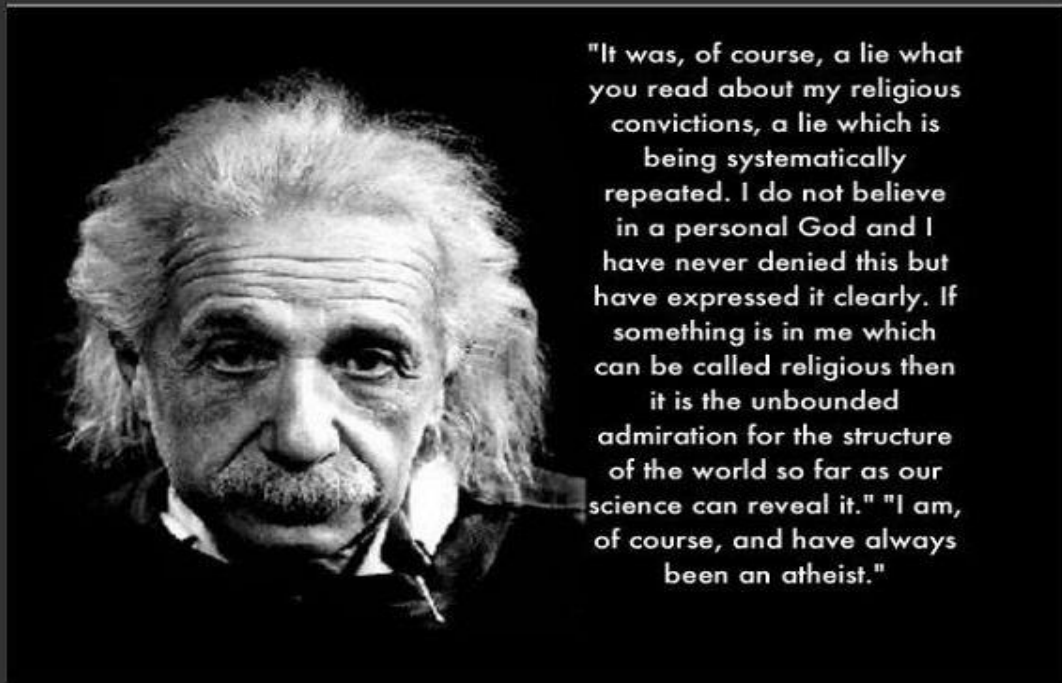 "It was, of course, a lie what
you read about my religious
convictions, a lie which is
being systematically
repeated. I do not believe
in a personal God and I
have never denied this but
have expressed it clearly. If
something is in me which
can be called religious then
it is the unbounded
admiration for the structure
of the world so far as our
science can reveal it." "I am,
of course, and have always
been an atheist."